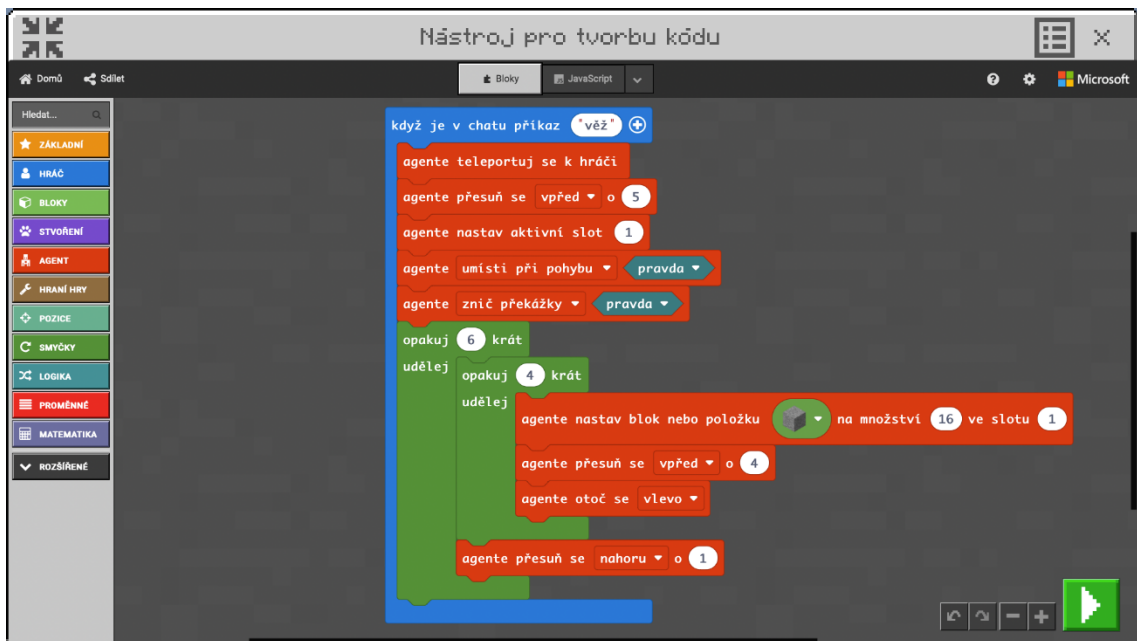 Nástroj pro tvorbu kódu
Domů
Sdílet
Bloky
JavaScript
Microsoft
Hledat...
ZÁKLADNÍ
HRÁČ
BLOKY
STVOŘENÍ
AGENT
HRANÍ HRY
POZICE
SMYČKY
LOGIKA
PROMĚNNÉ
MATEMATIKA
ROZŠÍŘENÉ
když je v chatu příkaz "věž"
agente teleportuj se k hráči
agente přesuň se vpřed o 5
agente nastav aktivní slot 1
agente umísti při pohybu pravda
agente znič překážky pravda
opakuj 6 krát
udělej
opakuj 4 krát
udělej
agente nastav blok nebo položku na množství 16 ve slotu 1
agente přesuň se vpřed o 4
agente otoč se vlevo
agente přesuň se nahoru o 1